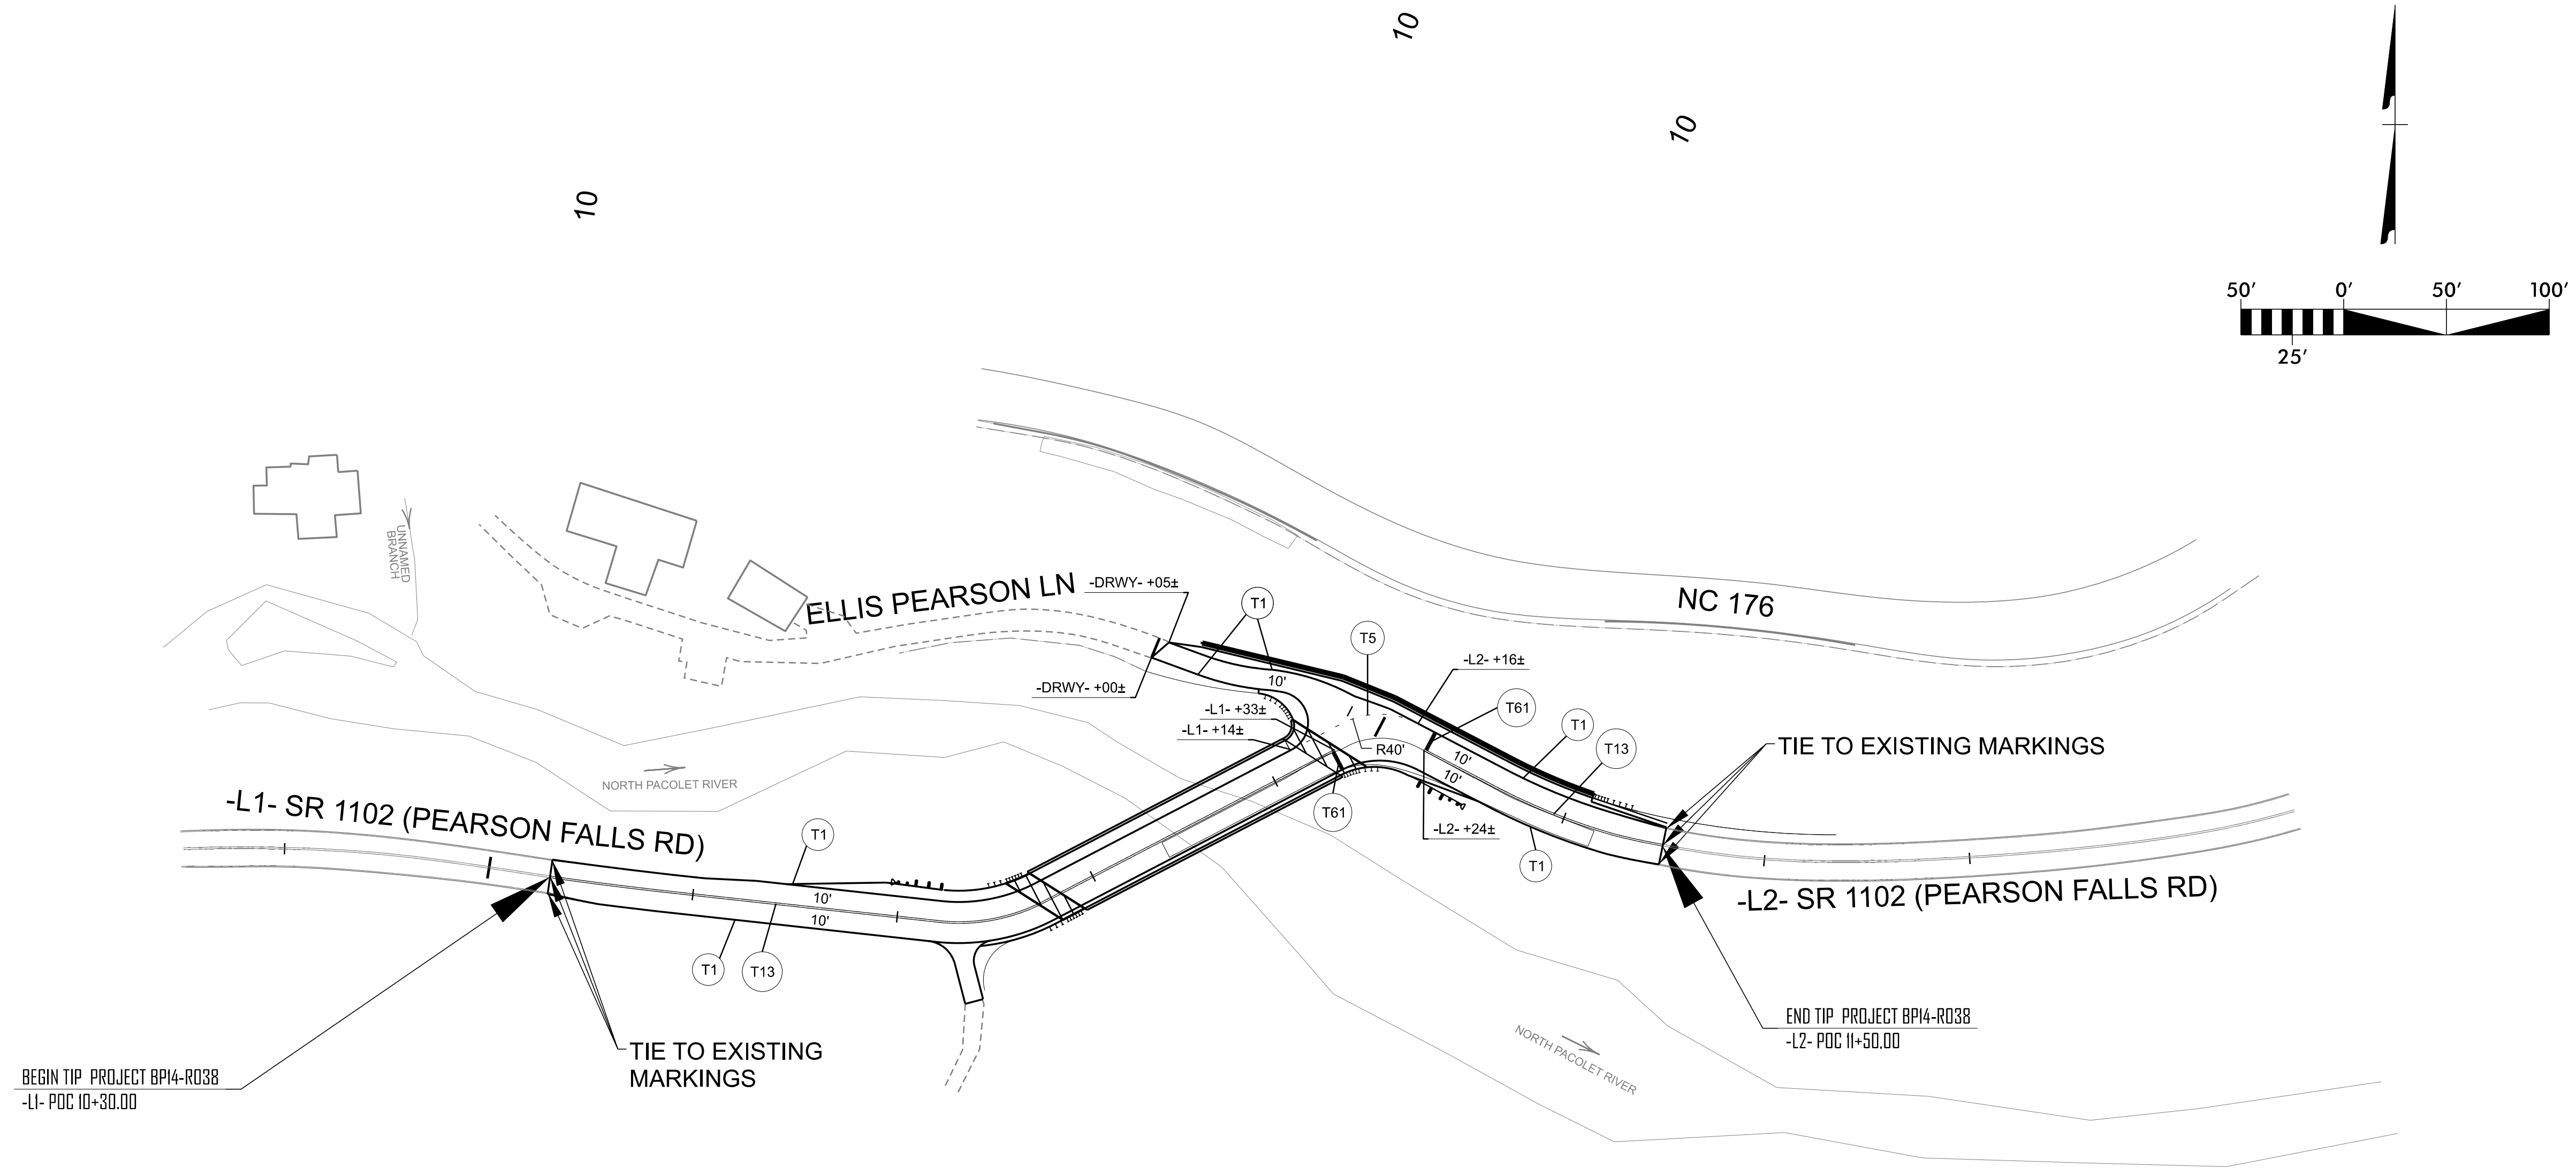 10
10
10
50' 0' 50' 100'
25'
UNNAMED
BRANCH
ELLIS PEARSON LN
-DRWY- +05±
T1
NC 176
T5
-L2- +16±
-DRWY- +00±
10'
T61
-L1- +33±
-L1- +14±
T1
T13
R40'
10'
10'
TIE TO EXISTING MARKINGS
NORTH PACOLET RIVER
-L1- SR 1102 (PEARSON FALLS RD)
T61
-L2- +24±
T1
T1
10'
10'
T1
T13
-L2- SR 1102 (PEARSON FALLS RD)
END TIP PROJECT BP14-R038
-L2- POC 11+50.00
NORTH PACOLET RIVER
TIE TO EXISTING
MARKINGS
BEGIN TIP PROJECT BP14-R038
-L1- POC 10+30.00